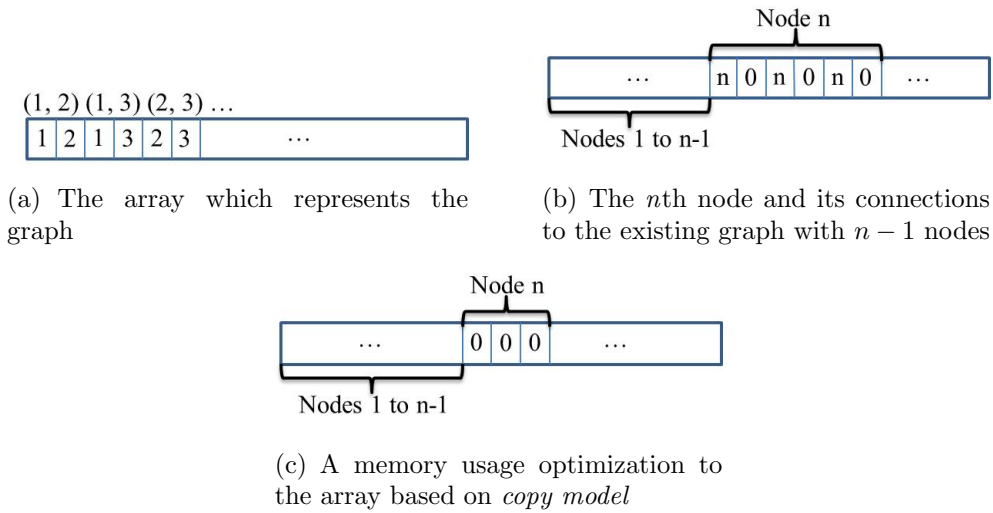 (1, 2) (1, 3) (2, 3) ...
1 2 1 3 2 3 ...
(a) The array which represents the
graph
Node n
... n 0 n 0 n 0 ...
Nodes 1 to n-1
(b) The nth node and its connections
to the existing graph with n − 1 nodes
Node n
... 0 0 0 ...
Nodes 1 to n-1
(c) A memory usage optimization to
the array based on copy model